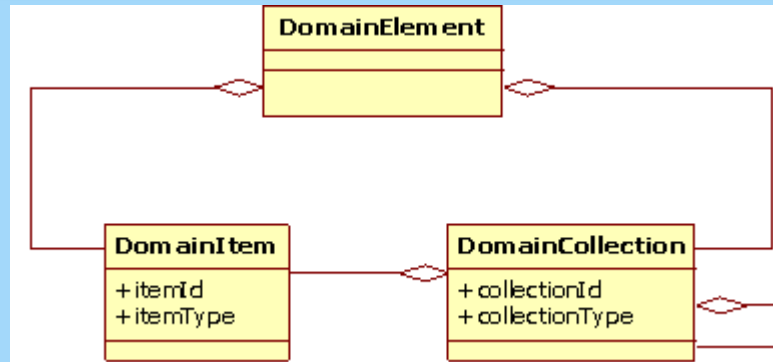 DomainElement
DomainItem
+itemId
+itemType
DomainCollection
+collectionId
+collectionType